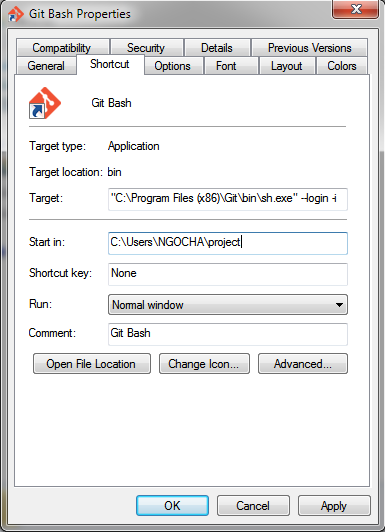 Git Bash Properties
Compatibility Security Details Previous Versions
General Shortcut Options Font Layout Colors
Git Bash
Target type: Application
Target location: bin
Target: "C:\Program Files (x86)\Git\bin\sh.exe" --login -i
Start in: C:\Users\NGOCHA\project
Shortcut key: None
Run: Normal window
Comment: Git Bash
Open File Location Change Icon... Advanced...
OK Cancel Apply